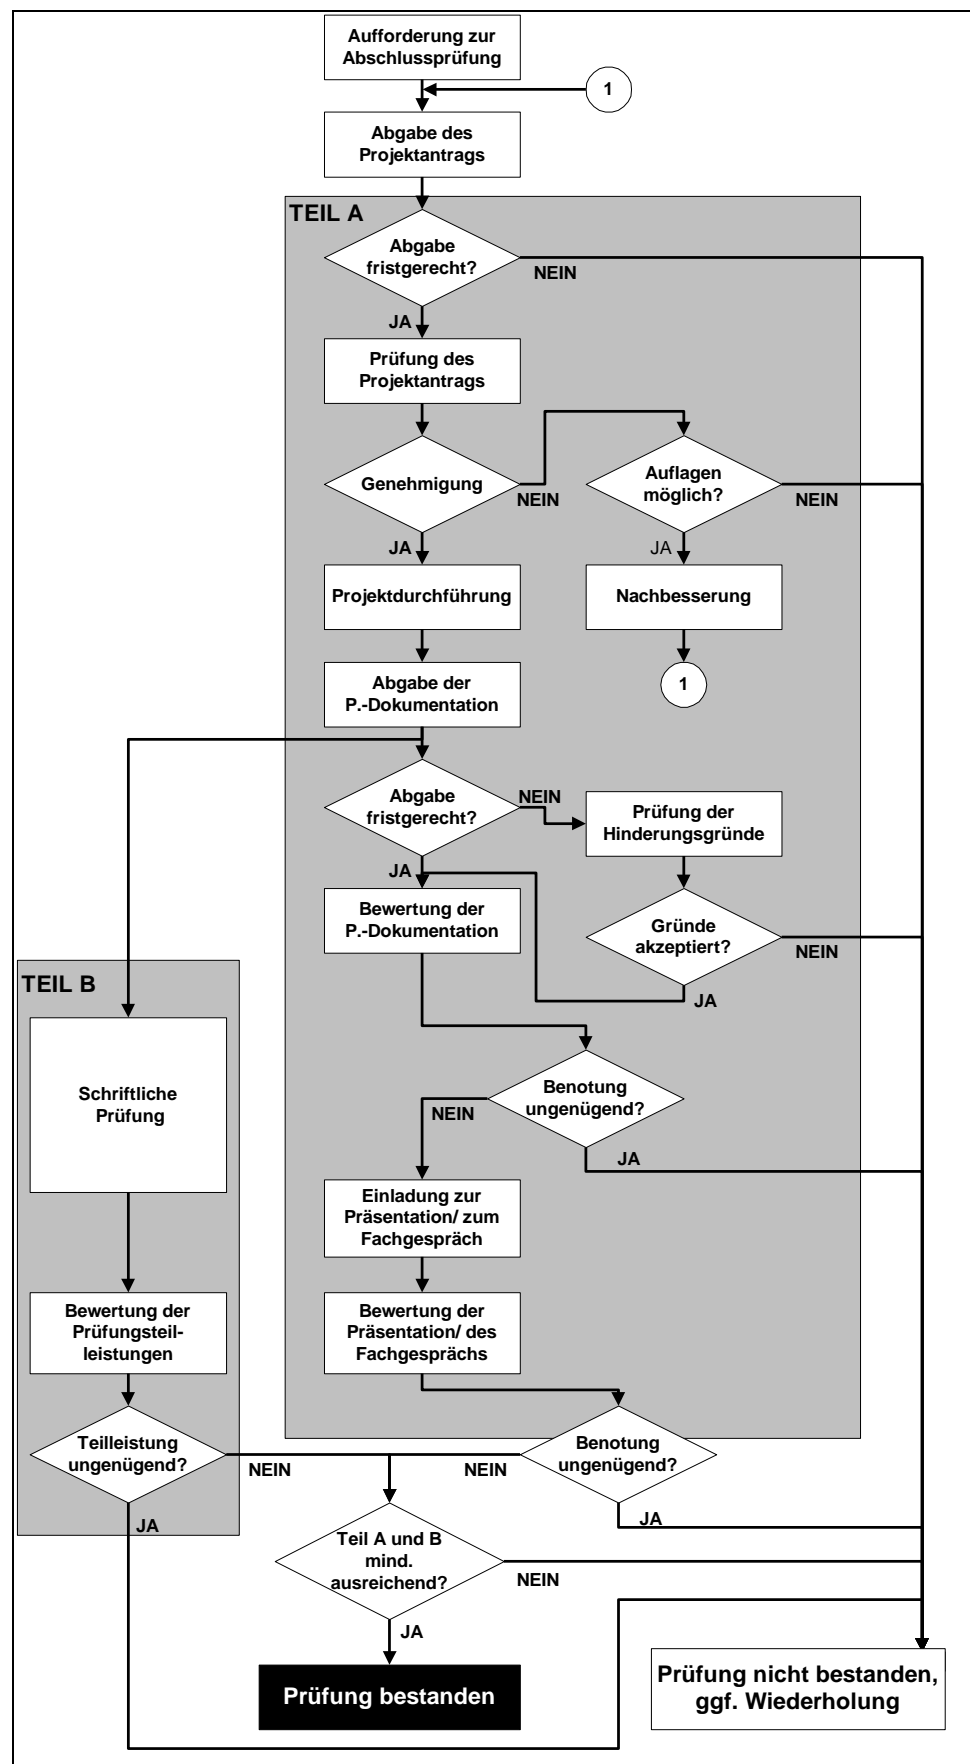 Aufforderung zur
Abschlussprüfung
1
Abgabe des
Projektantrags
TEIL A
Abgabe
fristgerecht?
NEIN
JA
Prüfung des
Projektantrags
Genehmigung
NEIN
Auflagen
möglich?
NEIN
JA
JA
Projektdurchführung
Nachbesserung
Abgabe der
P.-Dokumentation
1
Abgabe
fristgerecht?
NEIN
Prüfung der
Hinderungsgründe
JA
Bewertung der
P.-Dokumentation
Gründe
akzeptiert?
NEIN
JA
TEIL B
Schriftliche
Prüfung
Benotung
ungenügend?
NEIN
JA
Einladung zur
Präsentation/ zum
Fachgespräch
Bewertung der
Prüfungsteil-
leistungen
Bewertung der
Präsentation/ des
Fachgesprächs
Teilleistung
ungenügend?
NEIN
NEIN
Benotung
ungenügend?
JA
JA
Teil A und B
mind.
ausreichend?
NEIN
JA
Prüfung bestanden
Prüfung nicht bestanden,
ggf. Wiederholung